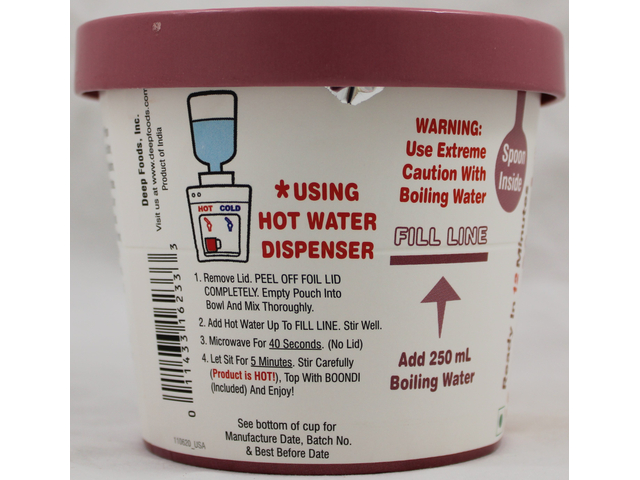 Deep Foods, Inc.
Visit us at www.deepfoods.com
Product of India
HOT COLD
*USING
HOT WATER
DISPENSER
1. Remove Lid. PEEL OFF FOIL LID
COMPLETELY. Empty Pouch Into
Bowl And Mix Thoroughly.
2. Add Hot Water Up To FILL LINE. Stir Well.
3. Microwave For 40 Seconds. (No Lid)
4. Let Sit For 5 Minutes. Stir Carefully
(Product is HOT!), Top With BOONDI
(Included) And Enjoy!
See bottom of cup for
Manufacture Date, Batch No.
& Best Before Date
0 11433 16233 3
WARNING:
Use Extreme
Caution With
Boiling Water
FILL LINE
Add 250 mL
Boiling Water
Spoon
Inside
Ready In Minutes